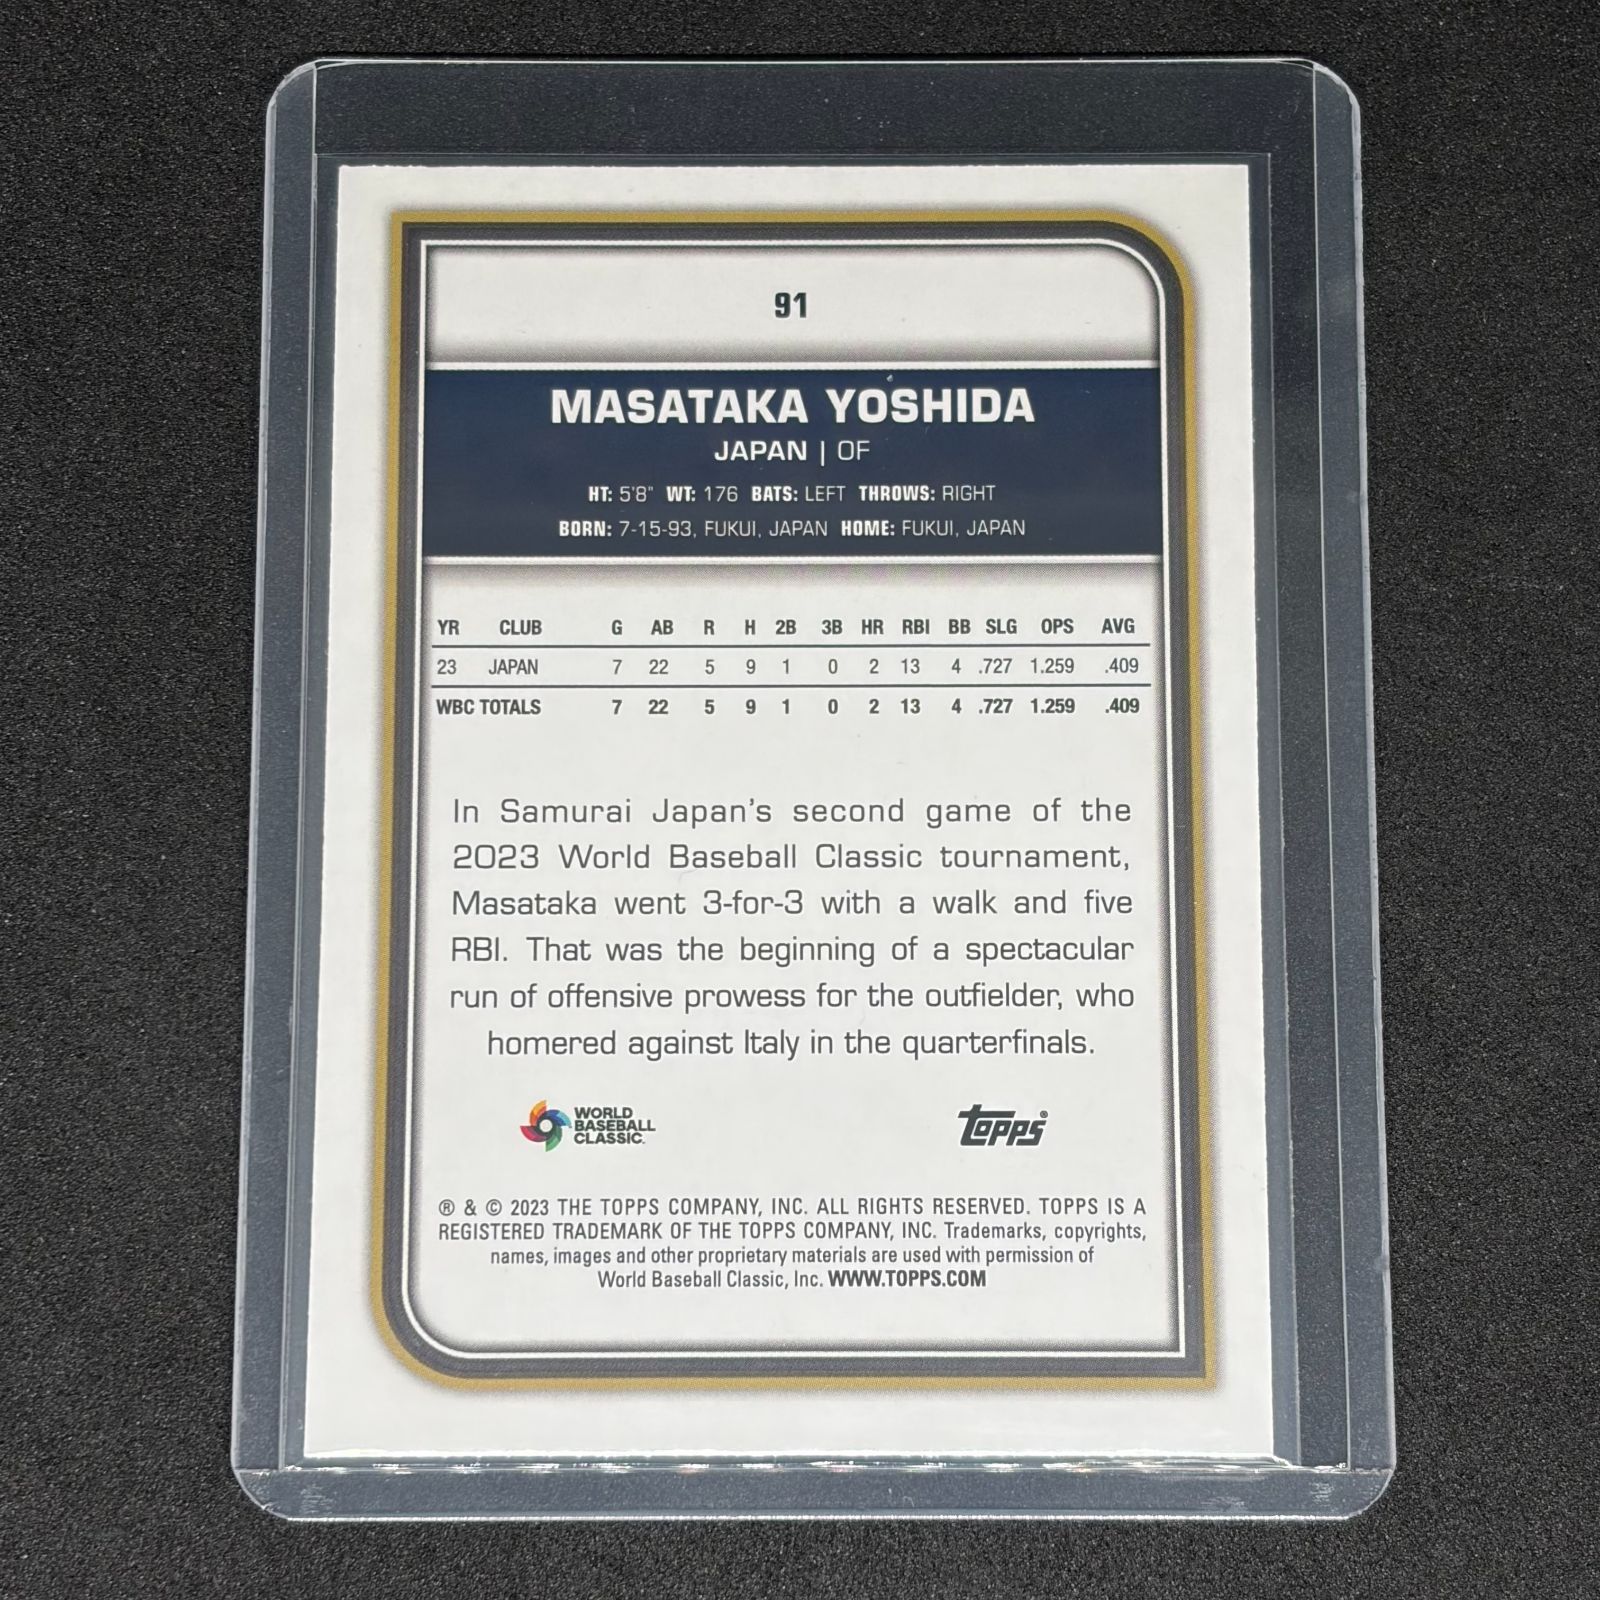 91
MASATAKA YOSHIDA
JAPAN | OF
HT: 5'8" WT: 176 BATS: LEFT THROWS: RIGHT
BORN: 7-15-93, FUKUI, JAPAN HOME: FUKUI, JAPAN
YR CLUB G AB R H 2B 3B HR RBI BB SLG OPS AVG
23 JAPAN 7 22 5 9 1 0 2 13 4 .727 1.259 .409
WBC TOTALS 7 22 5 9 1 0 2 13 4 .727 1.259 .409
In Samurai Japan's second game of the
2023 World Baseball Classic tournament,
Masataka went 3-for-3 with a walk and five
RBI. That was the beginning of a spectacular
run of offensive prowess for the outfielder, who
homered against Italy in the quarterfinals.
WORLD
BASEBALL
CLASSIC™
topps®
® & © 2023 THE TOPPS COMPANY, INC. ALL RIGHTS RESERVED. TOPPS IS A
REGISTERED TRADEMARK OF THE TOPPS COMPANY, INC. Trademarks, copyrights,
names, images and other proprietary materials are used with permission of
World Baseball Classic, Inc. WWW.TOPPS.COM